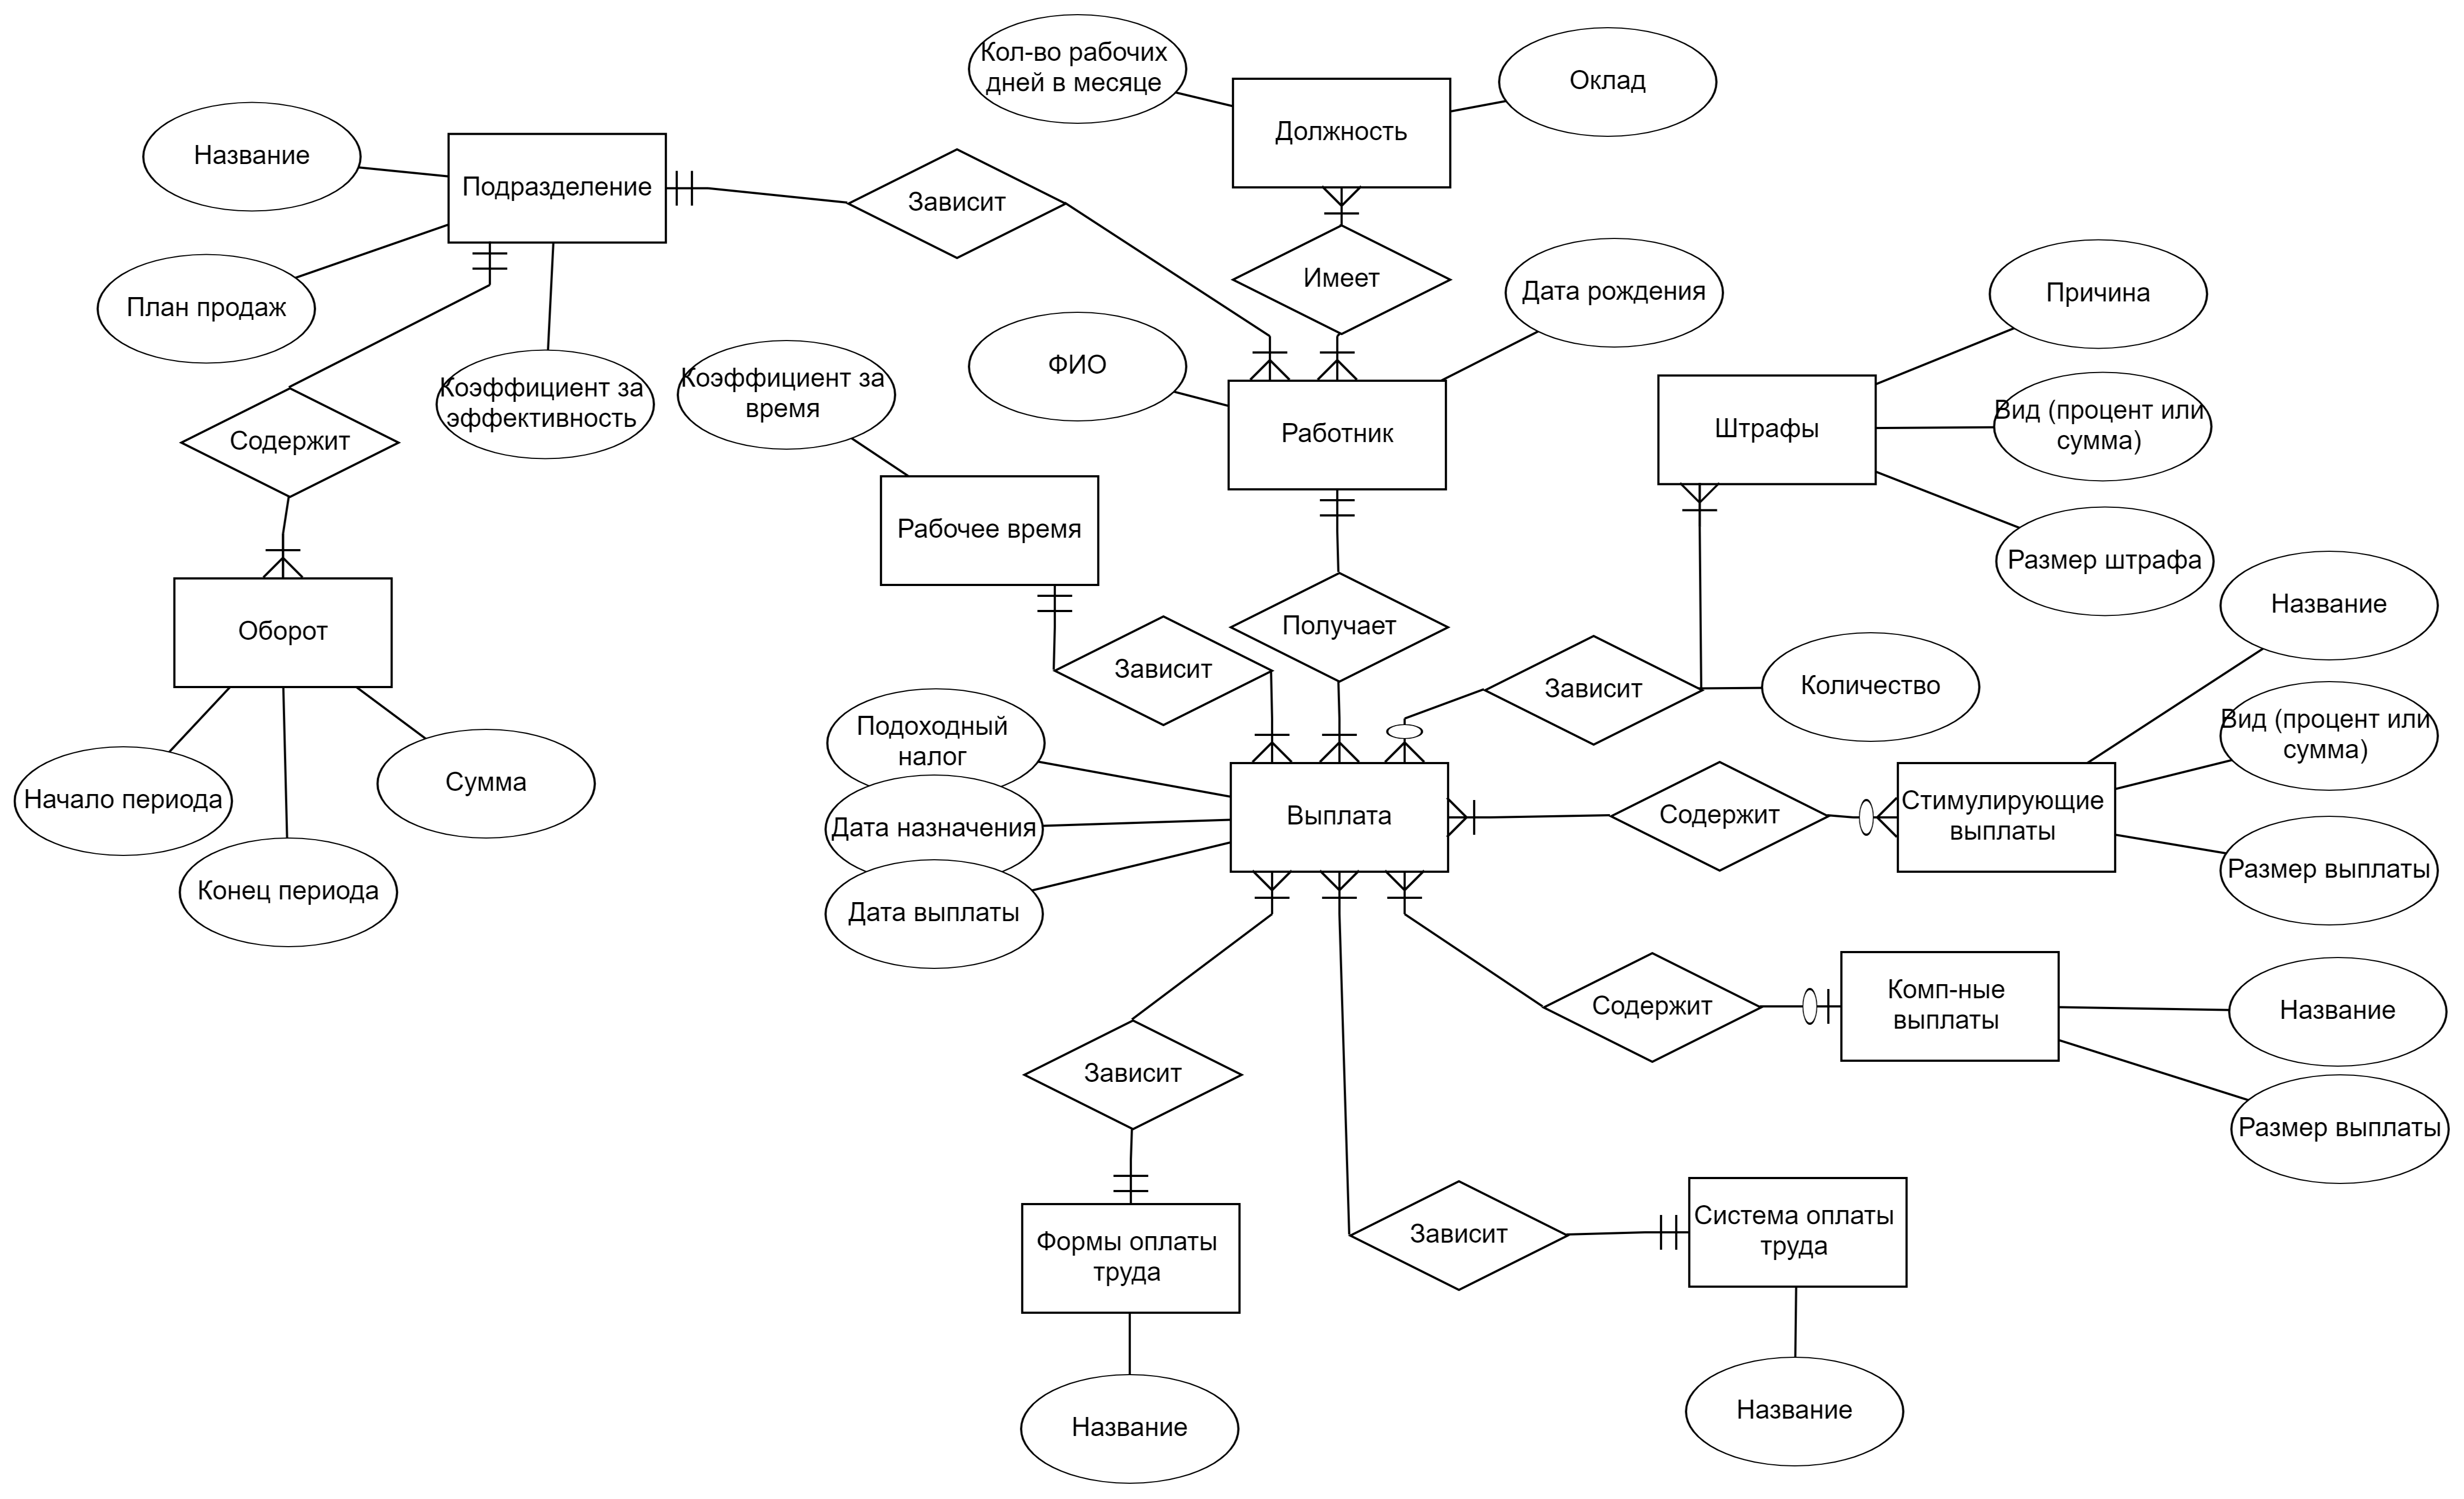 Кол-во рабочих
дней в месяце
Оклад
Должность
Название
Подразделение
Зависит
Имеет
Дата рождения
Причина
План продаж
ФИО
Коэффициент за
эффективность
Коэффициент за
время
Содержит
Работник
Штрафы
Вид (процент или
сумма)
Рабочее время
Размер штрафа
Название
Оборот
Получает
Зависит
Зависит
Количество
Подоходный
налог
Вид (процент или
сумма)
Начало периода
Сумма
Дата назначения
Выплата
Содержит
Стимулирующие
выплаты
Конец периода
Дата выплаты
Размер выплаты
Содержит
Комп-ные
выплаты
Название
Зависит
Размер выплаты
Формы оплаты
труда
Зависит
Система оплаты
труда
Название
Название